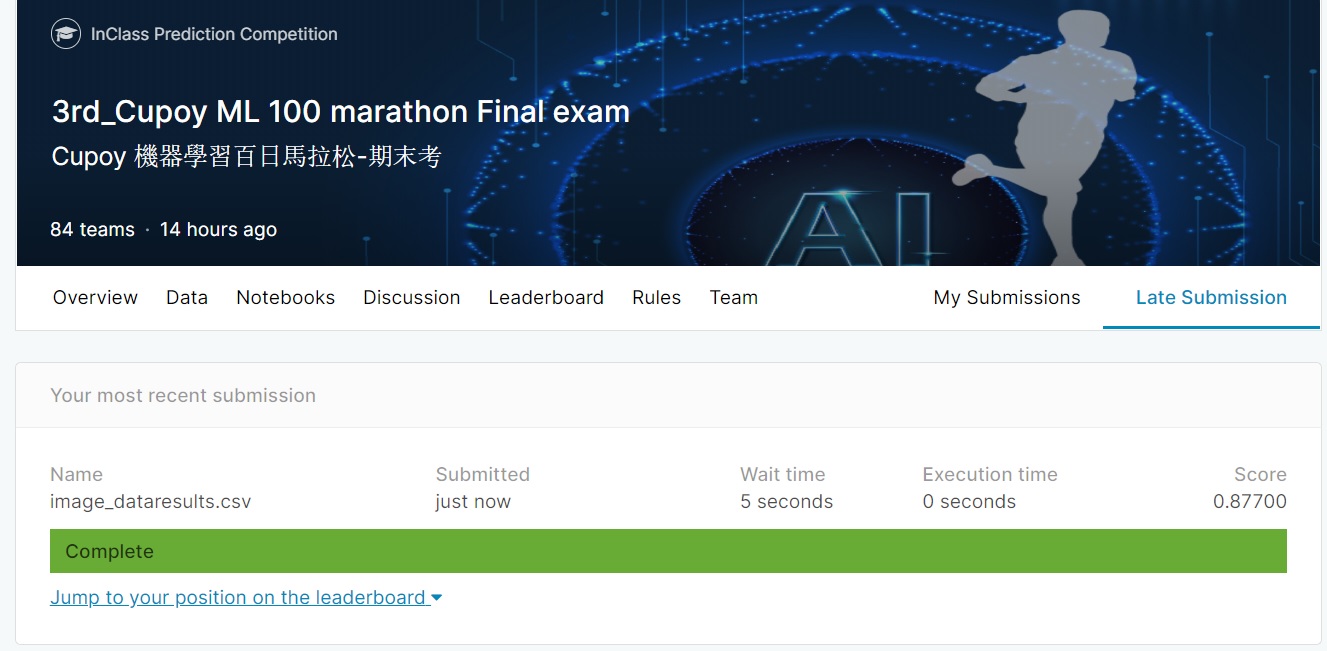 InClass Prediction Competition
3rd_Cupoy ML 100 marathon Final exam
Cupoy 機器學習百日馬拉松-期末考
84 teams · 14 hours ago
AI
Overview Data Notebooks Discussion Leaderboard Rules Team My Submissions Late Submission
Your most recent submission
Name Submitted Wait time Execution time Score
image_dataresults.csv just now 5 seconds 0 seconds 0.87700
Complete
Jump to your position on the leaderboard